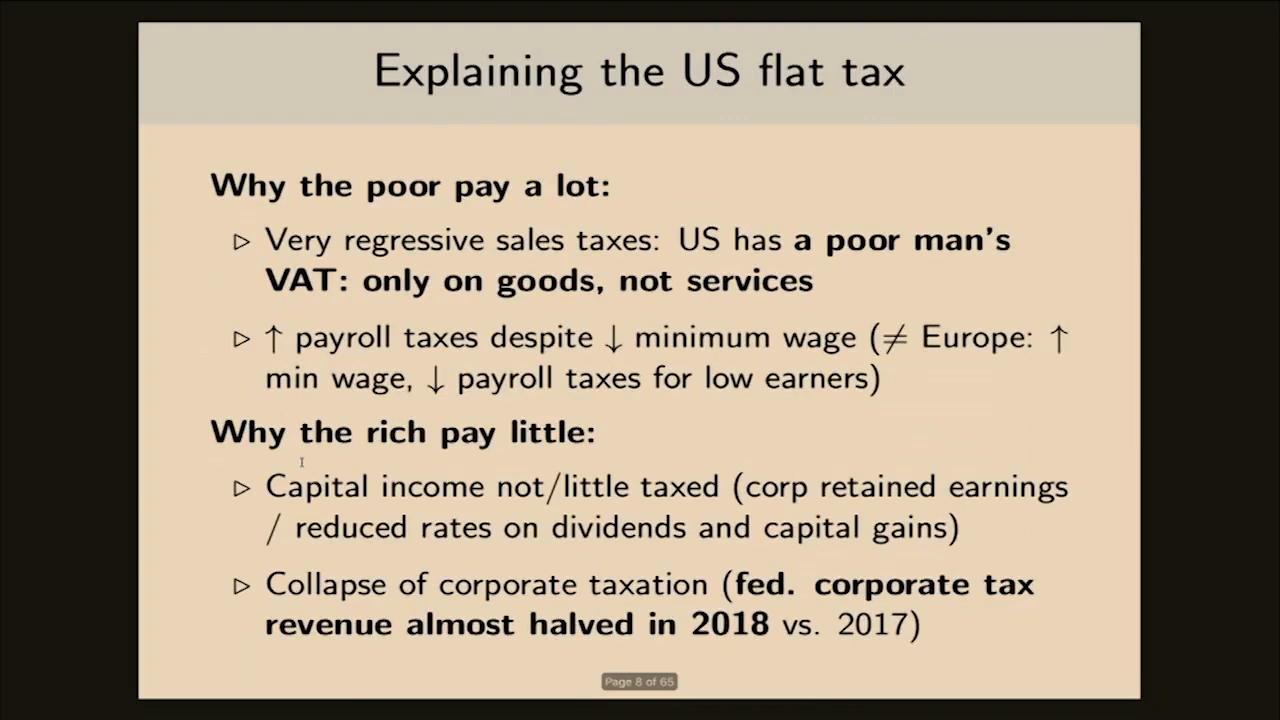 Explaining the US flat tax
Why the poor pay a lot:
▷ Very regressive sales taxes: US has a poor man's
VAT: only on goods, not services
▷ ↑ payroll taxes despite ↓ minimum wage (≠ Europe: ↑
min wage, ↓ payroll taxes for low earners)
Why the rich pay little:
▷ Capital income not/little taxed (corp retained earnings
/ reduced rates on dividends and capital gains)
▷ Collapse of corporate taxation (fed. corporate tax
revenue almost halved in 2018 vs. 2017)
Page 8 of 65